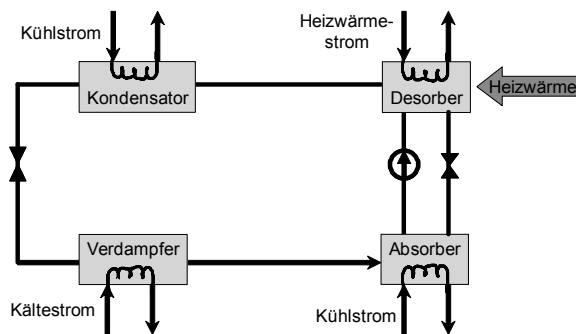 Kühlstrom
Heizwärme-
strom
Kondensator
Desorber
Heizwärme
Verdampfer
Absorber
Kältestrom
Kühlstrom